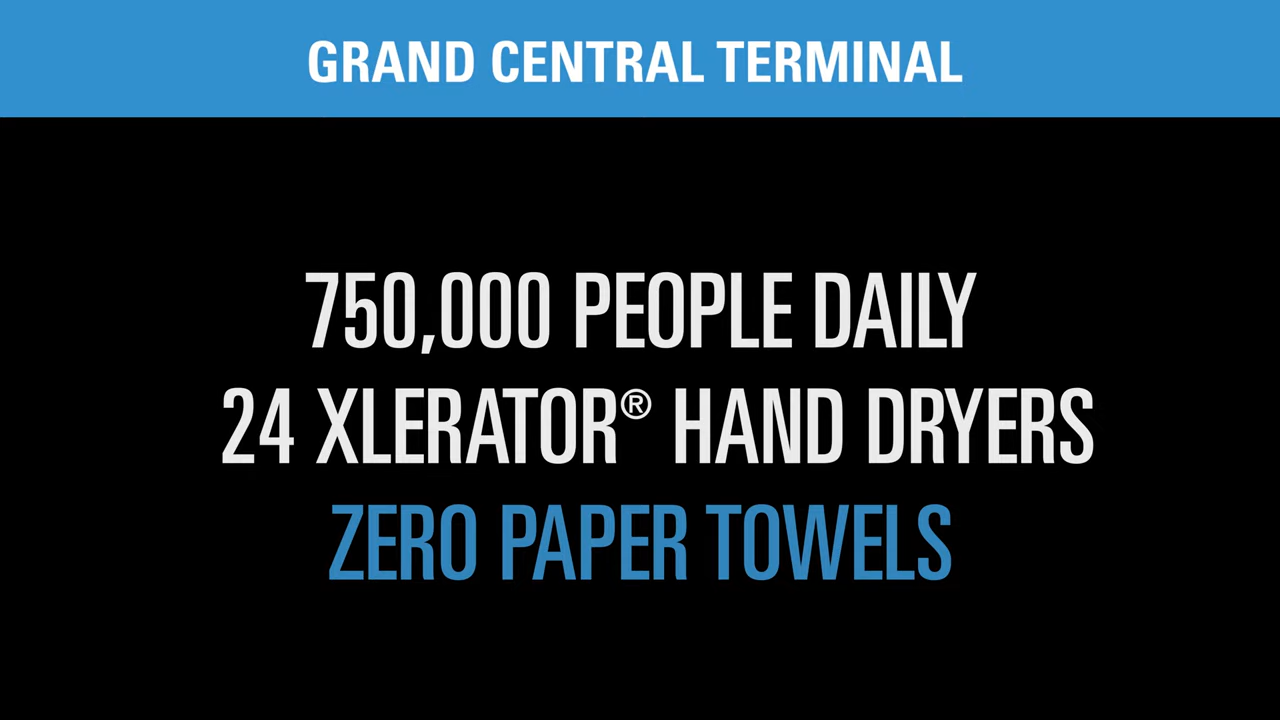 GRAND CENTRAL TERMINAL
750,000 PEOPLE DAILY
24 XLERATOR® HAND DRYERS
ZERO PAPER TOWELS